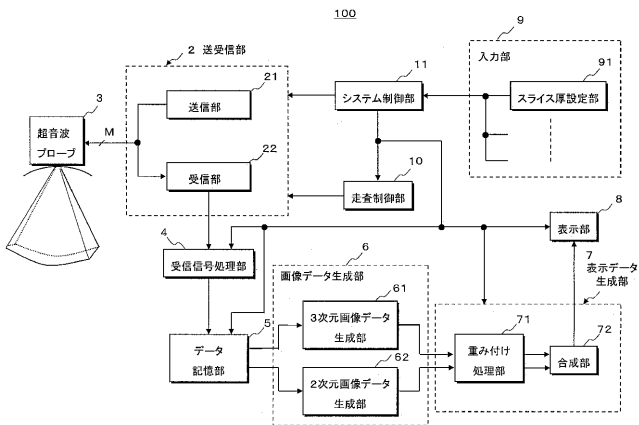 100
9
2 送受信部
入力部
21
送信部
11
システム制御部
91
スライス厚設定部
3
超音波
プローブ
M
22
受信部
10
走査制御部
8
表示部
4
受信信号処理部
6
画像データ生成部
7
表示データ
生成部
5
データ
記憶部
61
3次元画像データ
生成部
62
2次元画像データ
生成部
71
重み付け
処理部
72
合成部